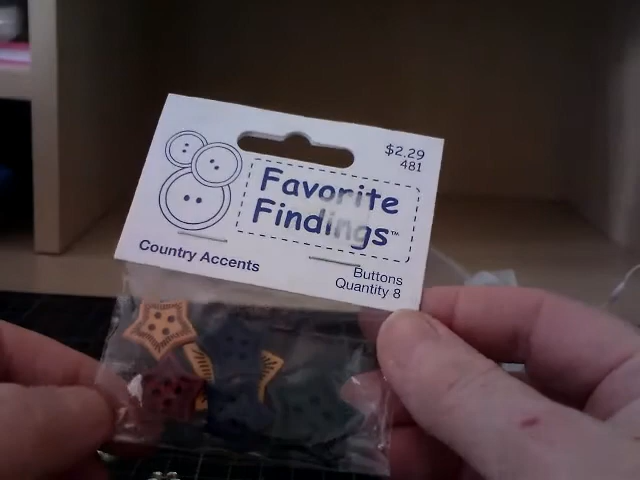 $2.29
481
Favorite
Findings™
Country Accents
Buttons
Quantity 8